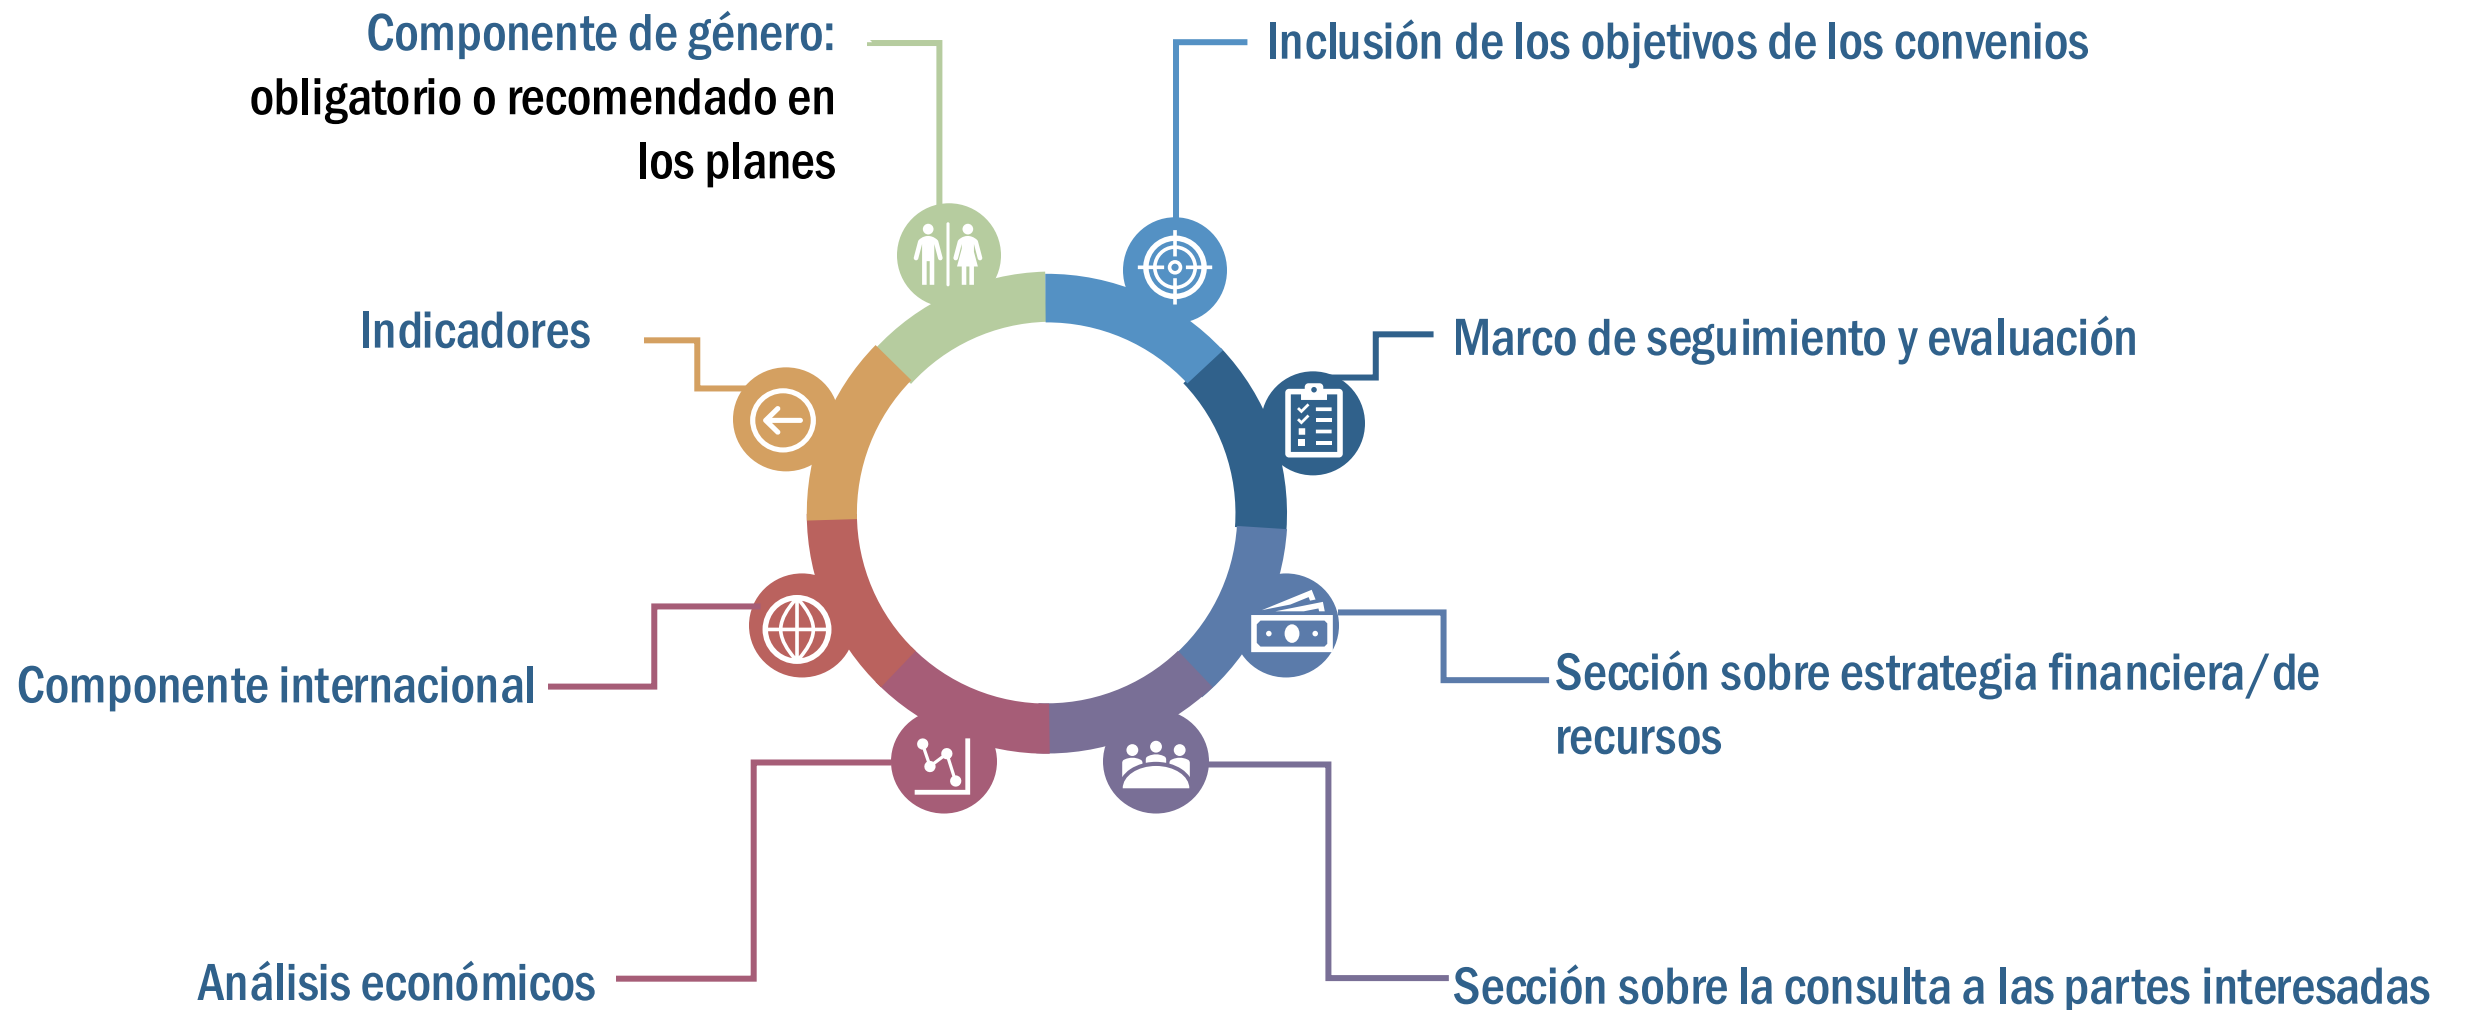 Componente de género:
obligatorio o recomendado en
los planes
Inclusión de los objetivos de los convenios
Indicadores
Marco de seguimiento y evaluación
Componente internacional
Sección sobre estrategia financiera/de
recursos
Análisis económicos
Sección sobre la consulta a las partes interesadas